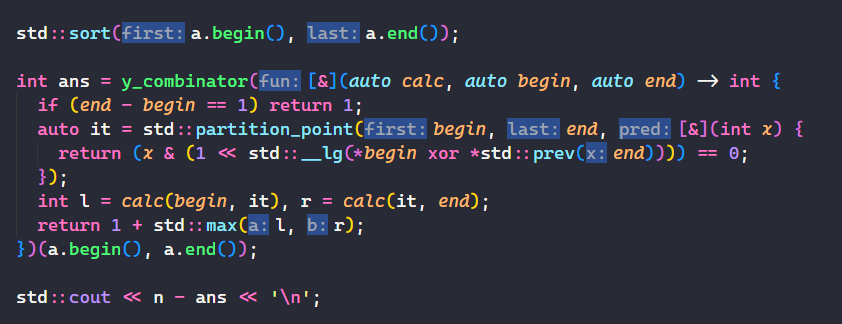 std::sort(first: a.begin(), last: a.end());
int ans = y_combinator(fun: [&](auto calc, auto begin, auto end) -> int {
if (end - begin == 1) return 1;
auto it = std::partition_point(first: begin, last: end, pred: [&](int x) {
return (x & (1 << std::__lg(*begin xor *std::prev(x: end)))) == 0;
});
int l = calc(begin, it), r = calc(it, end);
return 1 + std::max(a: l, b: r);
})(a.begin(), a.end());
std::cout << n - ans << '\n';